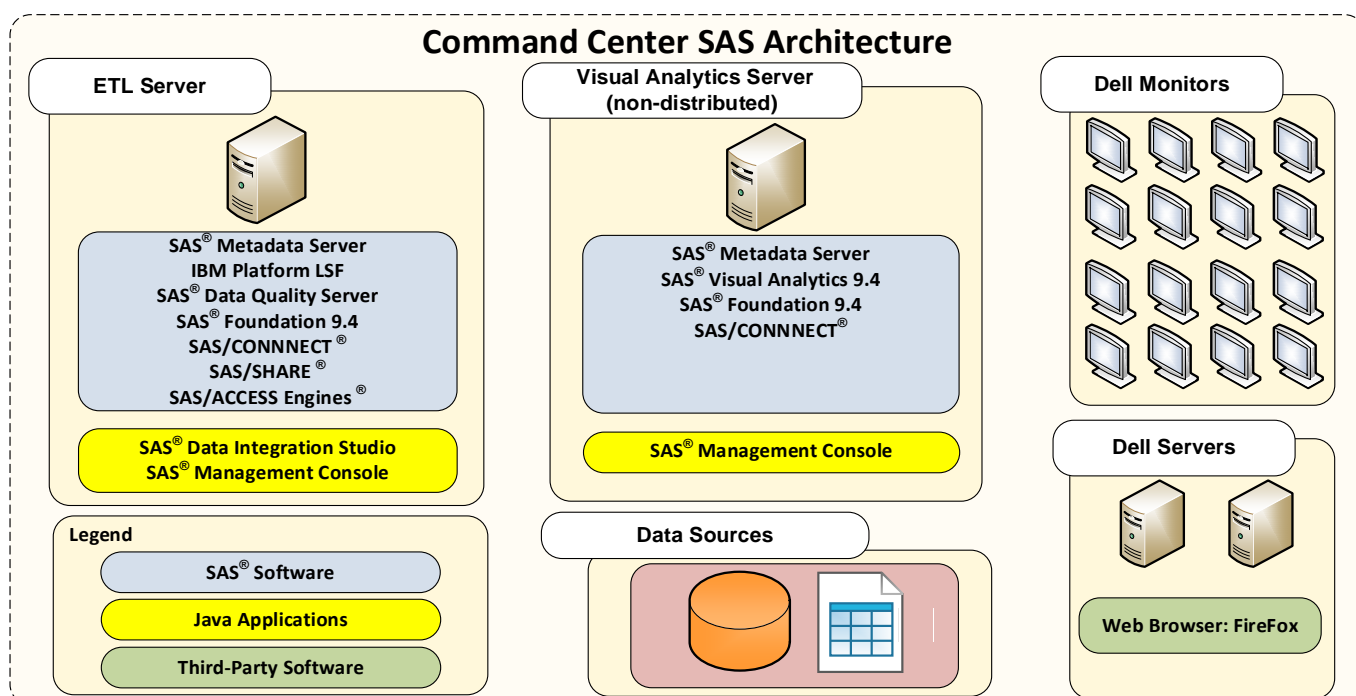 Command Center SAS Architecture
ETL Server
SAS® Metadata Server
IBM Platform LSF
SAS® Data Quality Server
SAS® Foundation 9.4
SAS/CONNNECT ®
SAS/SHARE ®
SAS/ACCESS Engines ®
SAS® Data Integration Studio
SAS® Management Console
Visual Analytics Server
(non-distributed)
SAS® Metadata Server
SAS® Visual Analytics 9.4
SAS® Foundation 9.4
SAS/CONNNECT®
SAS® Management Console
Dell Monitors
Dell Servers
Web Browser: FireFox
Legend
SAS® Software
Java Applications
Third-Party Software
Data Sources